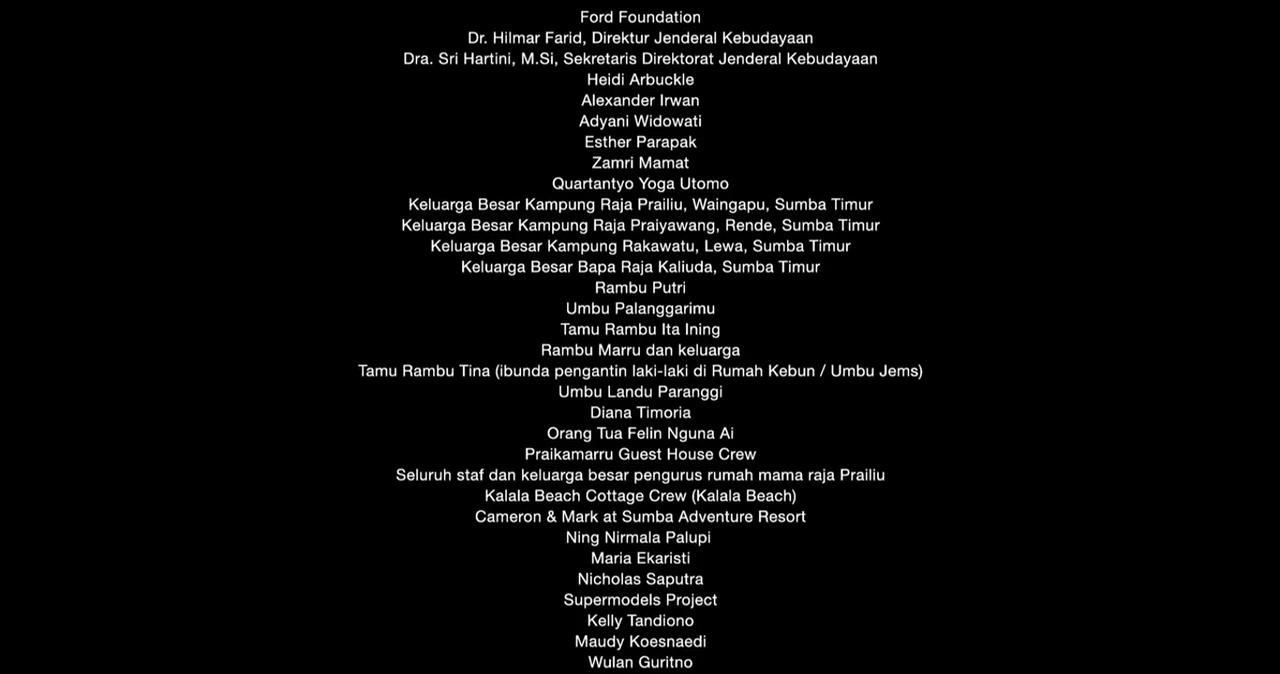 Ford Foundation
Dr. Hilmar Farid, Direktur Jenderal Kebudayaan
Dra. Sri Hartini, M.Si, Sekretaris Direktorat Jenderal Kebudayaan
Heidi Arbuckle
Alexander Irwan
Adyani Widowati
Esther Parapak
Zamri Mamat
Quartantyo Yoga Utomo
Keluarga Besar Kampung Raja Prailiu, Waingapu, Sumba Timur
Keluarga Besar Kampung Raja Praiyawang, Rende, Sumba Timur
Keluarga Besar Kampung Rakawatu, Lewa, Sumba Timur
Keluarga Besar Bapa Raja Kaliuda, Sumba Timur
Rambu Putri
Umbu Palanggarimu
Tamu Rambu Ita Ining
Rambu Marru dan keluarga
Tamu Rambu Tina (ibunda pengantin laki-laki di Rumah Kebun / Umbu Jems)
Umbu Landu Paranggi
Diana Timoria
Orang Tua Felin Nguna Ai
Praikamarru Guest House Crew
Seluruh staf dan keluarga besar pengurus rumah mama raja Prailiu
Kalala Beach Cottage Crew (Kalala Beach)
Cameron & Mark at Sumba Adventure Resort
Ning Nirmala Palupi
Maria Ekaristi
Nicholas Saputra
Supermodels Project
Kelly Tandiono
Maudy Koesnaedi
Wulan Guritno